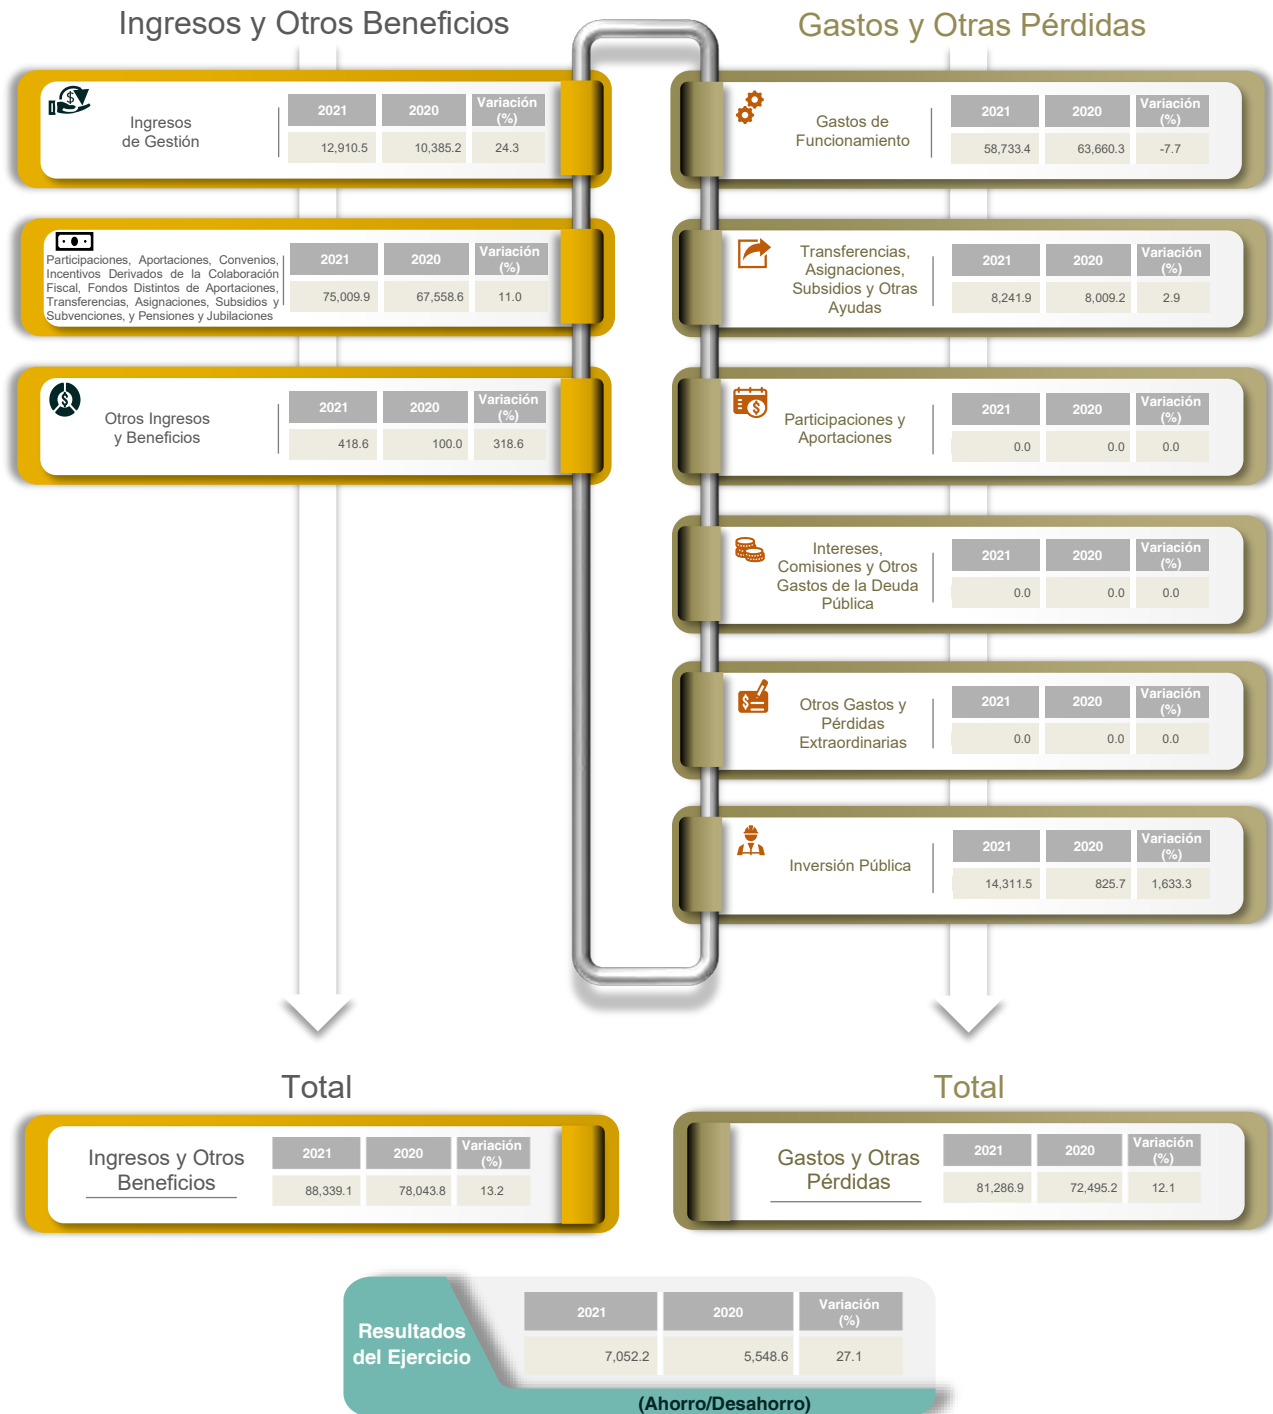 Ingresos y Otros Beneficios
Ingresos
de Gestión
2021 2020 Variación (%)
12,910.5 10,385.2 24.3
Participaciones, Aportaciones, Convenios,
Incentivos Derivados de la Colaboración
Fiscal, Fondos Distintos de Aportaciones,
Transferencias, Asignaciones, Subsidios y
Subvenciones, y Pensiones y Jubilaciones
2021 2020 Variación (%)
75,009.9 67,558.6 11.0
Otros Ingresos
y Beneficios
2021 2020 Variación (%)
418.6 100.0 318.6
Gastos y Otras Pérdidas
Gastos de
Funcionamiento
2021 2020 Variación (%)
58,733.4 63,660.3 -7.7
Transferencias,
Asignaciones,
Subsidios y Otras
Ayudas
2021 2020 Variación (%)
8,241.9 8,009.2 2.9
Participaciones y
Aportaciones
2021 2020 Variación (%)
0.0 0.0 0.0
Intereses,
Comisiones y Otros
Gastos de la Deuda
Pública
2021 2020 Variación (%)
0.0 0.0 0.0
Otros Gastos y
Pérdidas
Extraordinarias
2021 2020 Variación (%)
0.0 0.0 0.0
Inversión Pública
2021 2020 Variación (%)
14,311.5 825.7 1,633.3
Total
Ingresos y Otros
Beneficios
2021 2020 Variación (%)
88,339.1 78,043.8 13.2
Total
Gastos y Otras
Pérdidas
2021 2020 Variación (%)
81,286.9 72,495.2 12.1
Resultados
del Ejercicio
2021 2020 Variación (%)
7,052.2 5,548.6 27.1
(Ahorro/Desahorro)